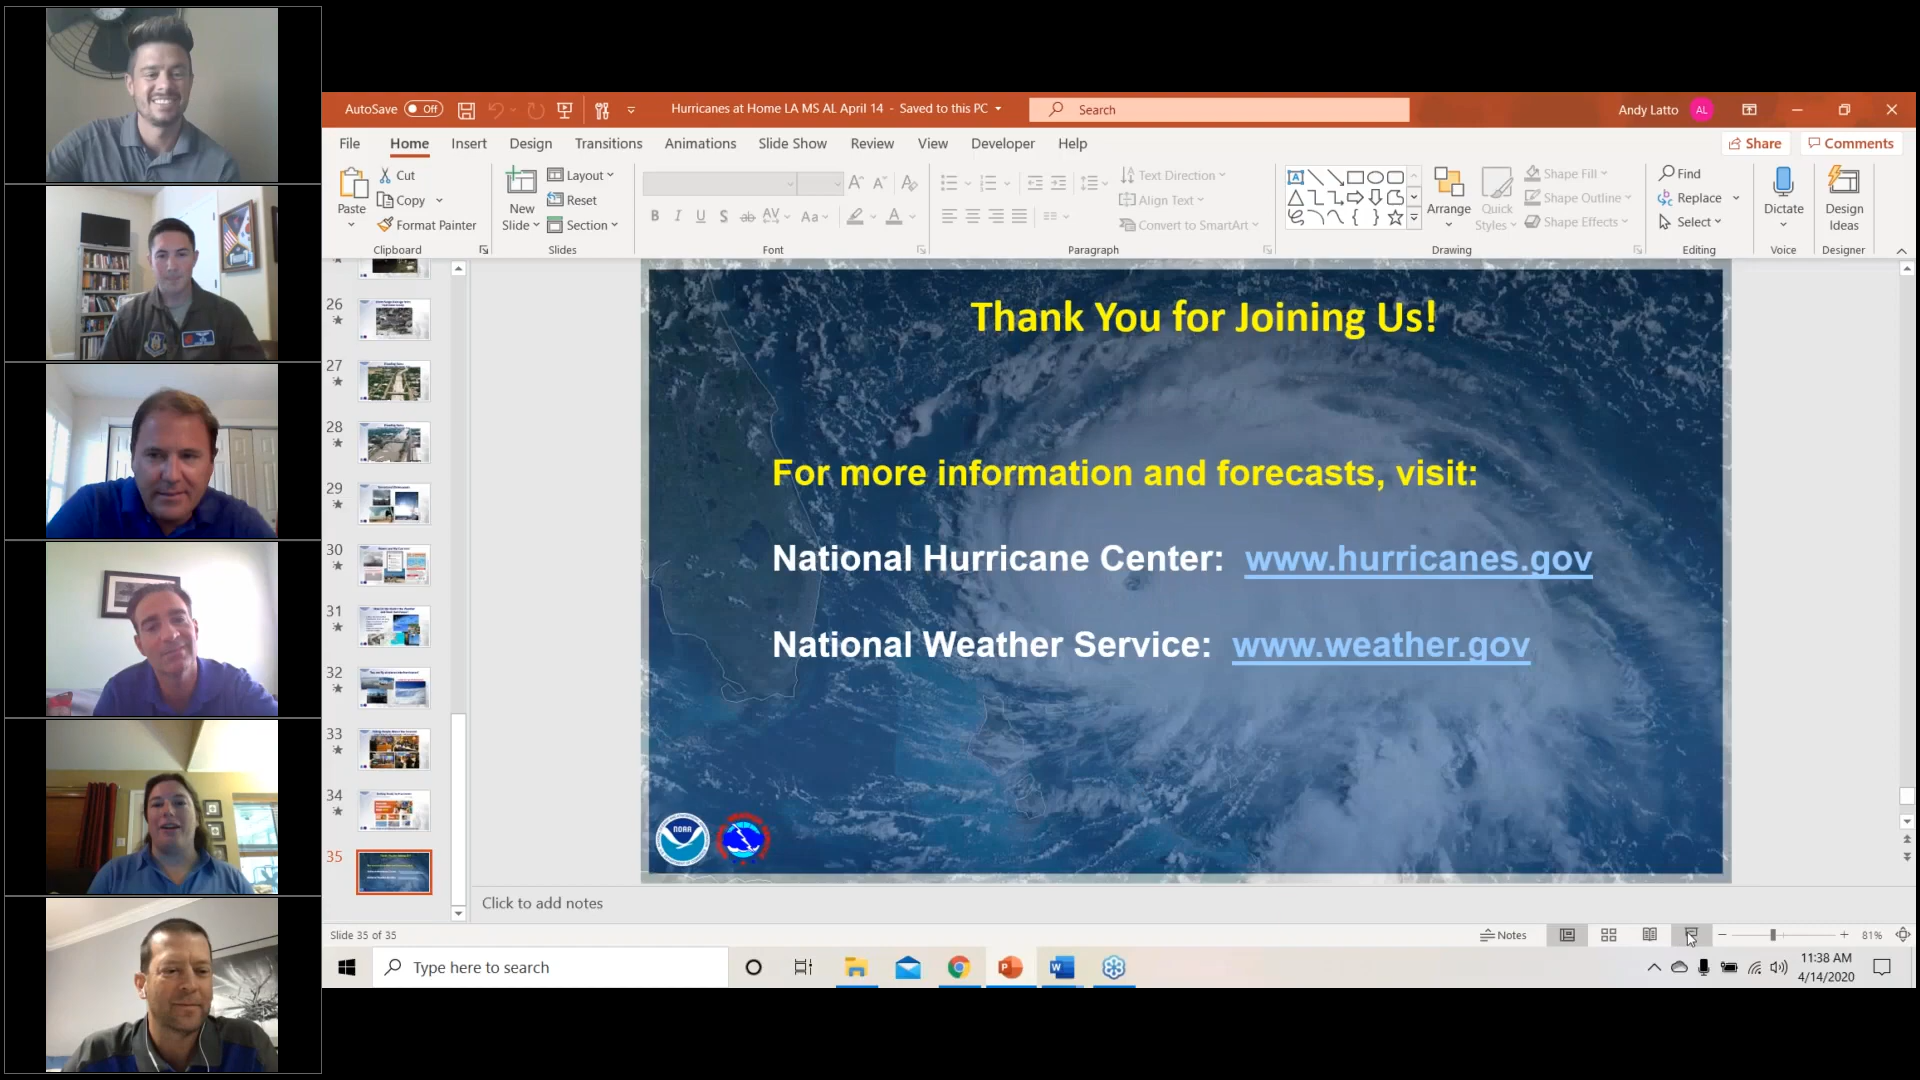 AutoSave Off
Hurricanes at Home LA MS AL April 14 - Saved to this PC
Search
Andy Latto AL
File Home Insert Design Transitions Animations Slide Show Review View Developer Help
Share Comments
Paste
Cut
Copy
Format Painter
Clipboard
New
Slide
Layout
Reset
Section
Slides
B I U S ab AV Aa A
Font
Text Direction
Align Text
Convert to SmartArt
Paragraph
Arrange
Quick
Styles
Shape Fill
Shape Outline
Shape Effects
Drawing
Find
Replace
Select
Editing
Dictate
Voice
Design
Ideas
Designer
26
27
28
29
30
31
32
33
34
35
Thank You for Joining Us!
For more information and forecasts, visit:
National Hurricane Center: www.hurricanes.gov
National Weather Service: www.weather.gov
NOAA
Click to add notes
Slide 35 of 35
Notes
81%
Type here to search
11:38 AM
4/14/2020